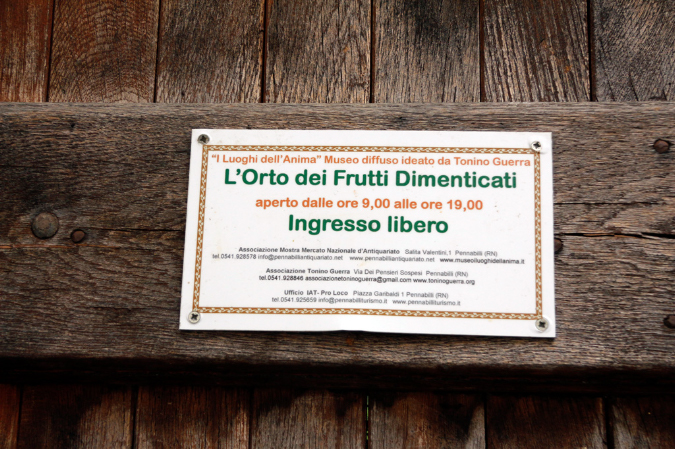 "I Luoghi dell'Anima" Museo diffuso ideato da Tonino Guerra
L'Orto dei Frutti Dimenticati
aperto dalle ore 9,00 alle ore 19,00
Ingresso libero
Associazione Mostra Mercato Nazionale d'Antiquariato Salita Valentini,1 Pennabilli (RN)
tel.0541.928578 info@pennabilliantiquariato.net www.pennabilliantiquariato.net www.museoiluoghidellanima.it
Associazione Tonino Guerra Via Dei Pensieri Sospesi Pennabilli (RN)
tel.0541.928846 associazionetoninoguerra@gmail.com www.toninoguerra.org
Ufficio IAT- Pro Loco Piazza Garibaldi 1 Pennabilli (RN)
tel.0541.925659 info@pennabilliturismo.it www.pennabilliturismo.it